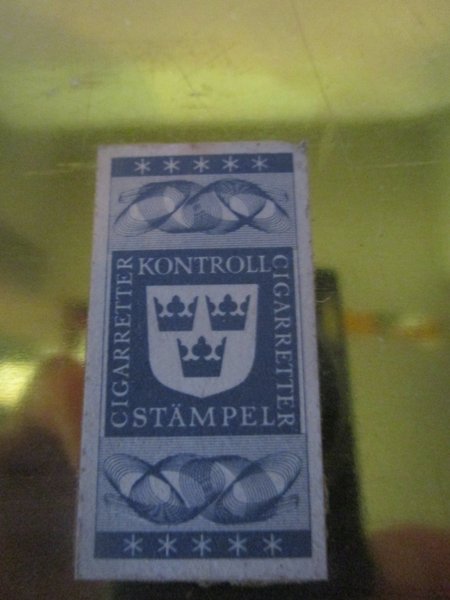 *****
KONTROLL
CIGARRETTER
CIGARRETTER
STÄMPEL
*****